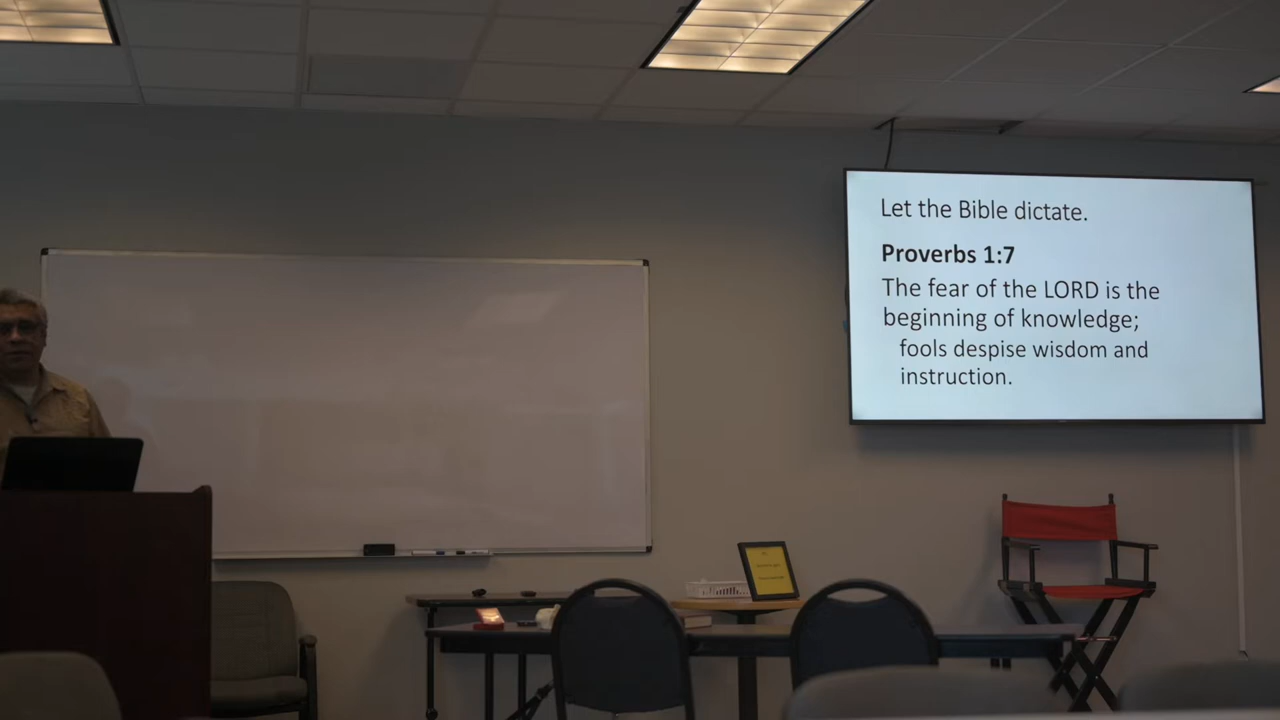 Let the Bible dictate.
Proverbs 1:7
The fear of the LORD is the
beginning of knowledge;
fools despise wisdom and
instruction.